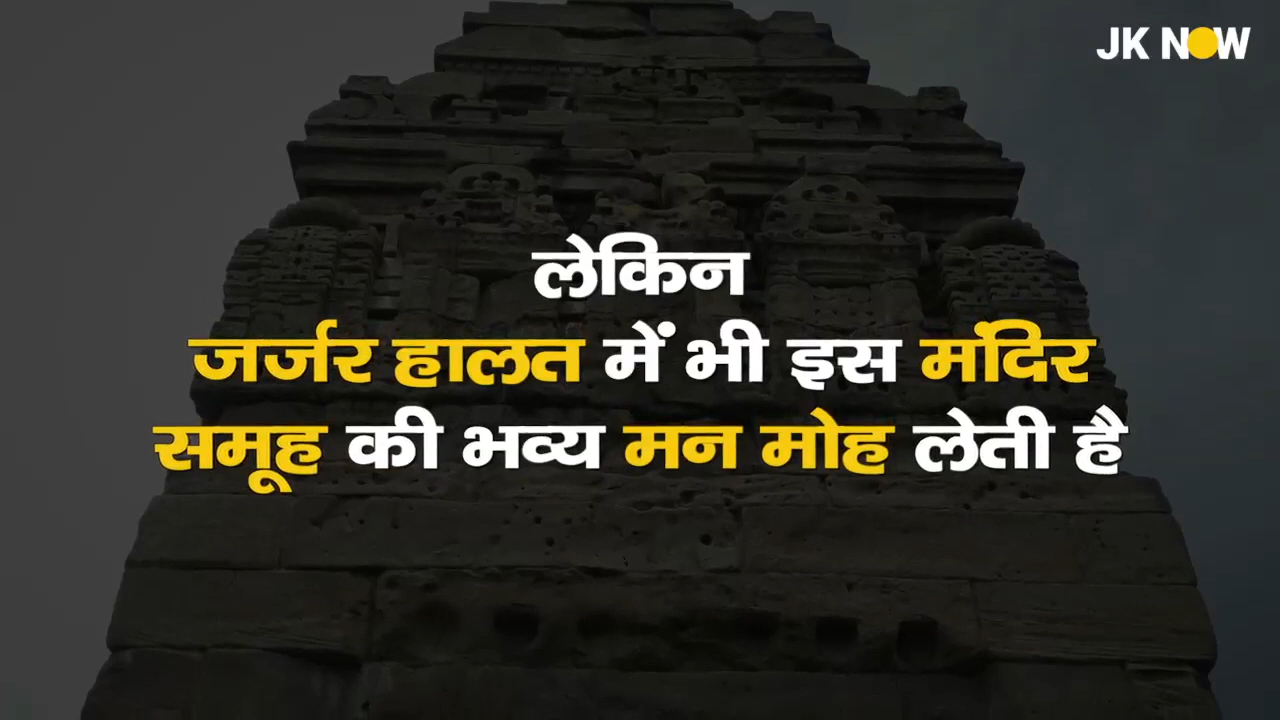 JK NOW
लेकिन
जर्जर हालत में भी इस मंदिर
समूह की भव्य मन मोह लेती है